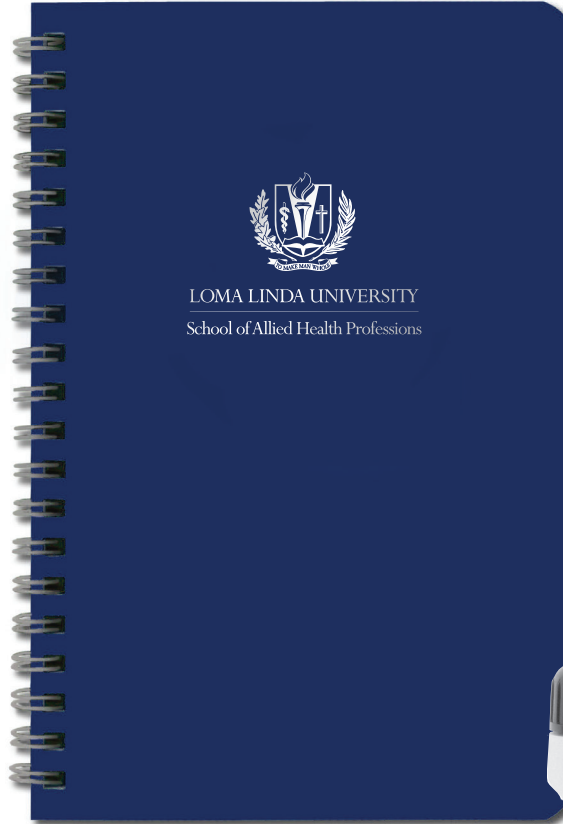 TO MAKE MAN WHOLE
LOMA LINDA UNIVERSITY
School of Allied Health Professions